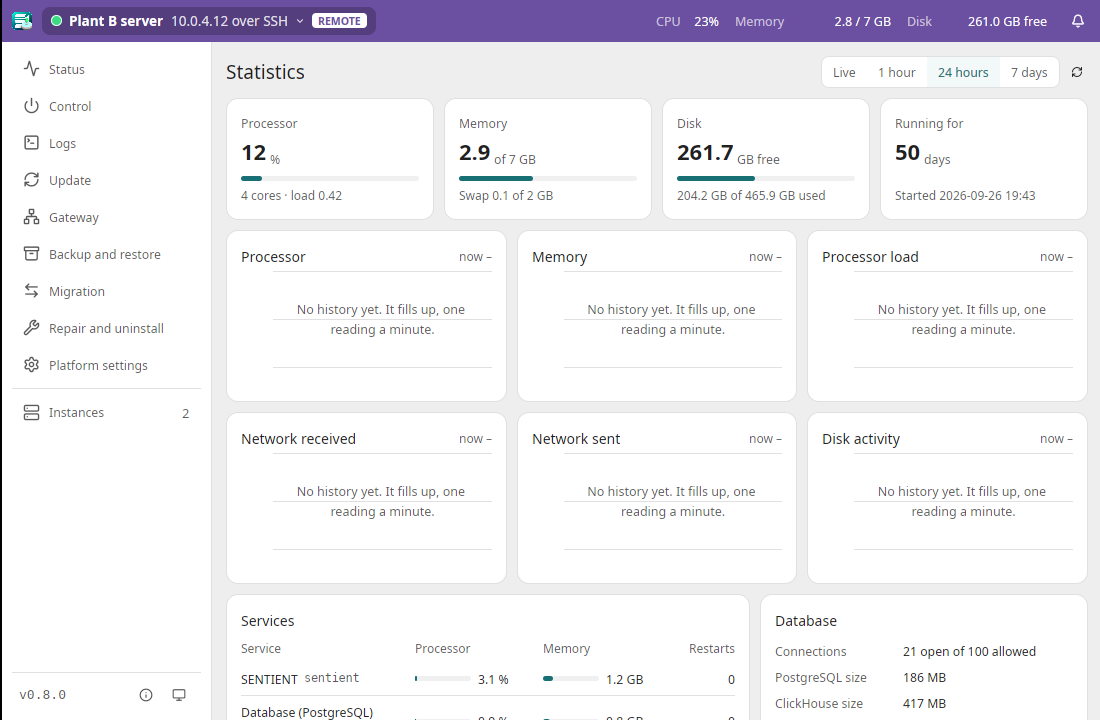 Plant B server 10.0.4.12 over SSH REMOTE
CPU 23% Memory 2.8 / 7 GB Disk 261.0 GB free
Status
Control
Logs
Update
Gateway
Backup and restore
Migration
Repair and uninstall
Platform settings
Instances 2
v0.8.0
Statistics
Live 1 hour 24 hours 7 days
Processor
12 %
4 cores · load 0.42
Memory
2.9 of 7 GB
Swap 0.1 of 2 GB
Disk
261.7 GB free
204.2 GB of 465.9 GB used
Running for
50 days
Started 2026-09-26 19:43
Processor now –
No history yet. It fills up, one
reading a minute.
Memory now –
No history yet. It fills up, one
reading a minute.
Processor load now –
No history yet. It fills up, one
reading a minute.
Network received now –
No history yet. It fills up, one
reading a minute.
Network sent now –
No history yet. It fills up, one
reading a minute.
Disk activity now –
No history yet. It fills up, one
reading a minute.
Services
Service Processor Memory Restarts
SENTIENT sentient 3.1 % 1.2 GB 0
Database (PostgreSQL)
Database
Connections 21 open of 100 allowed
PostgreSQL size 186 MB
ClickHouse size 417 MB